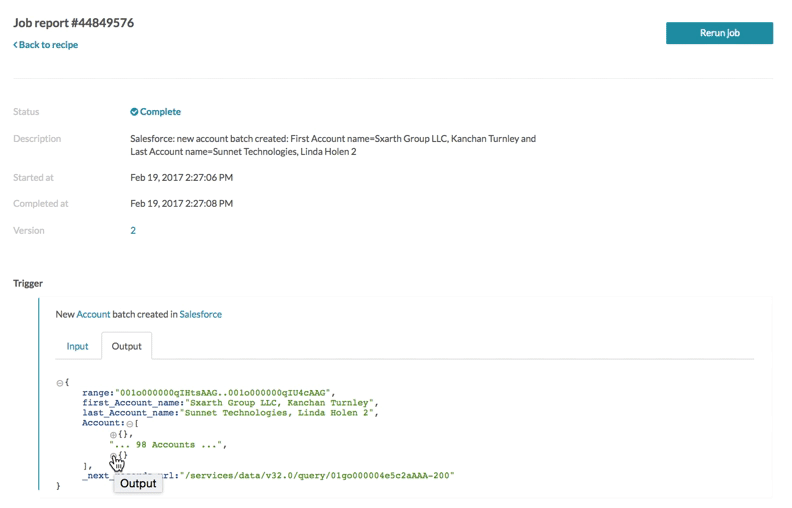 Job report #44849576
Back to recipe
Rerun job
Status Complete
Description Salesforce: new account batch created: First Account name=Sxarth Group LLC, Kanchan Turnley and
Last Account name=Sunnet Technologies, Linda Holen 2
Started at Feb 19, 2017 2:27:06 PM
Completed at Feb 19, 2017 2:27:08 PM
Version 2
Trigger
New Account batch created in Salesforce
Input Output
{
range:"001o000000qIHtsAAG..001o000000qIU4cAAG",
first_Account_name:"Sxarth Group LLC, Kanchan Turnley",
last_Account_name:"Sunnet Technologies, Linda Holen 2",
Account: [
{},
"... 98 Accounts ...",
{}
],
_next rl:"/services/data/v32.0/query/01go000004e5c2aAAA-200"
}
Output